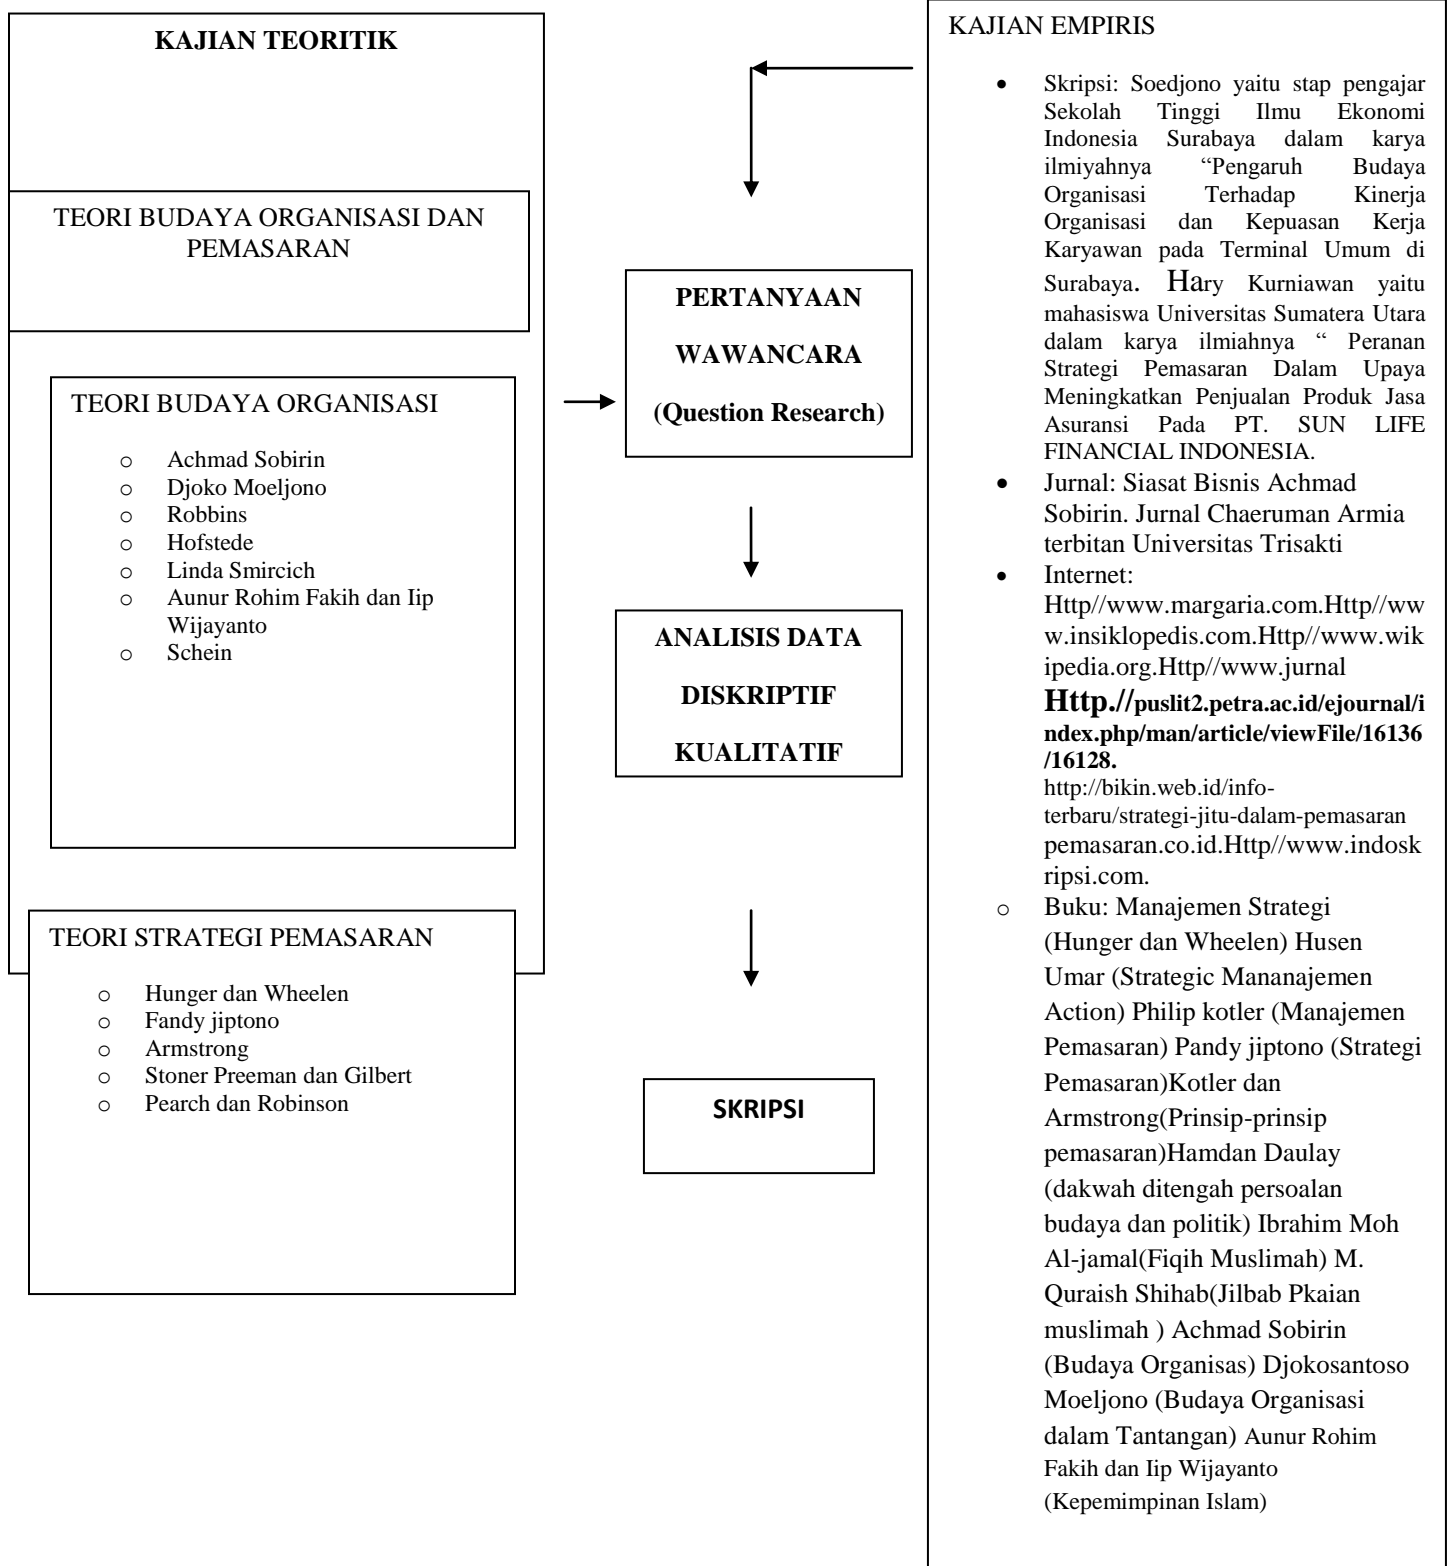 KAJIAN TEORITIK
TEORI BUDAYA ORGANISASI DAN
PEMASARAN
TEORI BUDAYA ORGANISASI
o Achmad Sobirin
o Djoko Moeljono
o Robbins
o Hofstede
o Linda Smircich
o Aunur Rohim Fakih dan Iip
Wijayanto
o Schein
TEORI STRATEGI PEMASARAN
o Hunger dan Wheelen
o Fandy jiptono
o Armstrong
o Stoner Preeman dan Gilbert
o Pearch dan Robinson
PERTANYAAN
WAWANCARA
(Question Research)
ANALISIS DATA
DISKRIPTIF
KUALITATIF
SKRIPSI
KAJIAN EMPIRIS
• Skripsi: Soedjono yaitu stap pengajar
Sekolah Tinggi Ilmu Ekonomi
Indonesia Surabaya dalam karya
ilmiyahnya “Pengaruh Budaya
Organisasi Terhadap Kinerja
Organisasi dan Kepuasan Kerja
Karyawan pada Terminal Umum di
Surabaya. Hary Kurniawan yaitu
mahasiswa Universitas Sumatera Utara
dalam karya ilmiahnya “ Peranan
Strategi Pemasaran Dalam Upaya
Meningkatkan Penjualan Produk Jasa
Asuransi Pada PT. SUN LIFE
FINANCIAL INDONESIA.
• Jurnal: Siasat Bisnis Achmad
Sobirin. Jurnal Chaeruman Armia
terbitan Universitas Trisakti
• Internet:
Http//www.margaria.com.Http//ww
w.insiklopedis.com.Http//www.wik
ipedia.org.Http//www.jurnal
Http.//puslit2.petra.ac.id/ejournal/i
ndex.php/man/article/viewFile/16136
/16128.
http://bikin.web.id/info-
terbaru/strategi-jitu-dalam-pemasaran
pemasaran.co.id.Http//www.indosk
ripsi.com.
o Buku: Manajemen Strategi
(Hunger dan Wheelen) Husen
Umar (Strategic Mananajemen
Action) Philip kotler (Manajemen
Pemasaran) Pandy jiptono (Strategi
Pemasaran)Kotler dan
Armstrong(Prinsip-prinsip
pemasaran)Hamdan Daulay
(dakwah ditengah persoalan
budaya dan politik) Ibrahim Moh
Al-jamal(Fiqih Muslimah) M.
Quraish Shihab(Jilbab Pkaian
muslimah ) Achmad Sobirin
(Budaya Organisas) Djokosantoso
Moeljono (Budaya Organisasi
dalam Tantangan) Aunur Rohim
Fakih dan Iip Wijayanto
(Kepemimpinan Islam)